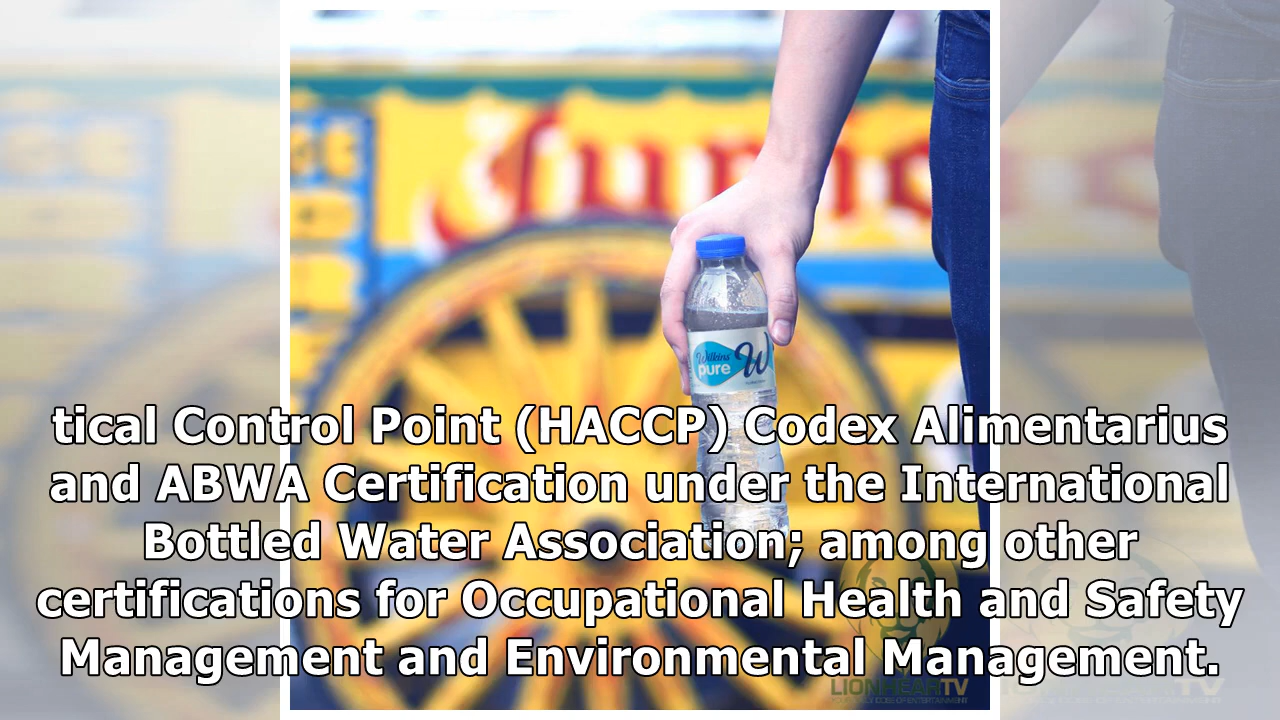 Wilkins
pure
W
tical Control Point (HACCP) Codex Alimentarius
and ABWA Certification under the International
Bottled Water Association; among other
certifications for Occupational Health and Safety
Management and Environmental Management.
LIONHEARTV